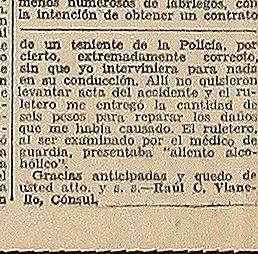 menos numerosos de labriegos, con
la intención de obtener un contrato
de un teniente de la Policía, por
cierto, extremadamente correcto,
sin que yo interviniera para nada
en su conducción. Allí no quisieron
levantar acta del accidente y el ru-
letero me entregó la cantidad de
seis pesos para reparar los daños
que me había causado. El ruletero,
al ser examinado por el médico de
guardia, presentaba "aliento alco-
hólico".
Gracias anticipadas y quedo de
usted atto. y s. s.—Raúl C. Viane-
llo, Cónsul.